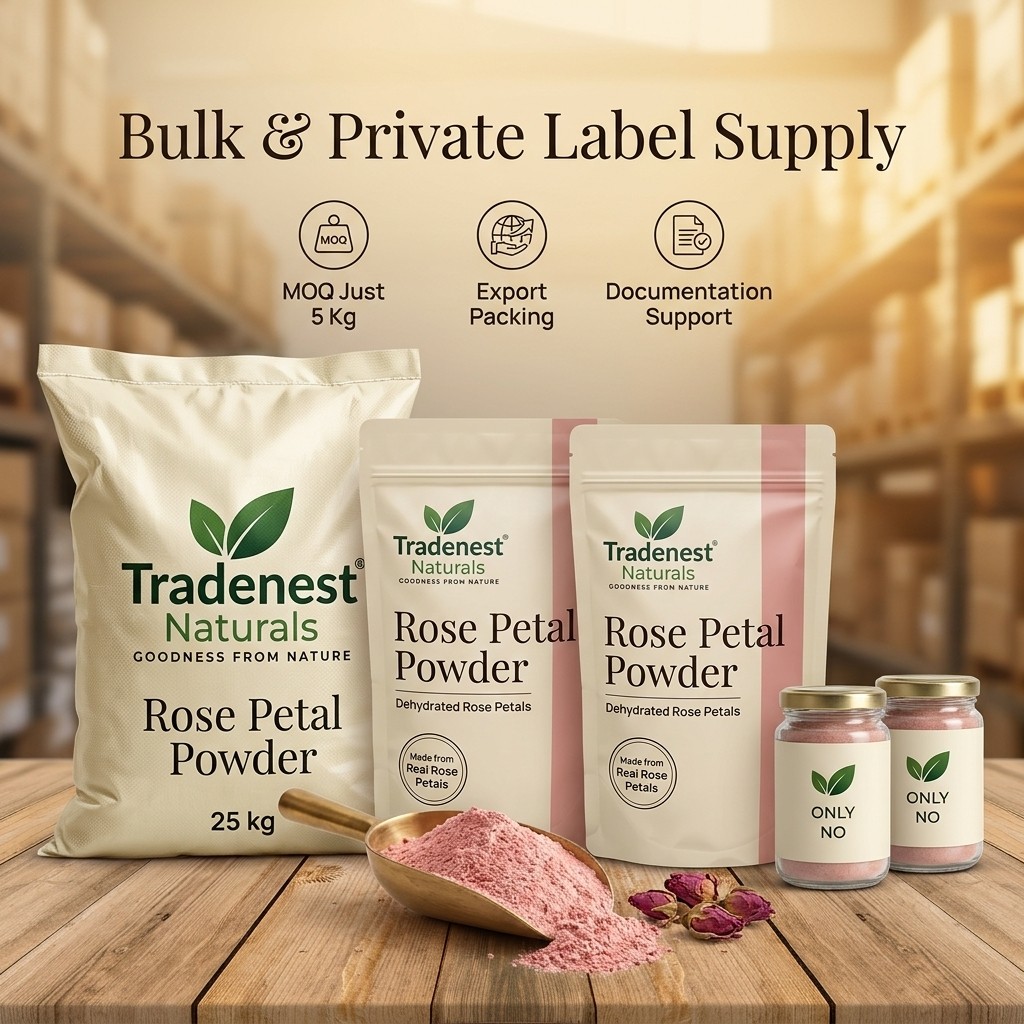 Bulk & Private Label Supply
MOQ
MOQ Just
5 Kg
Export
Packing
Documentation
Support
Tradenest®
Naturals
GOODNESS FROM NATURE
Rose Petal
Powder
25 kg
Tradenest®
Naturals
GOODNESS FROM NATURE
Rose Petal
Powder
Dehydrated Rose Petals
Made from
Real Rose
Petals
Tradenest®
Naturals
GOODNESS FROM NATURE
Rose Petal
Powder
Dehydrated Rose Petals
Made from
Real Rose
Petals
ONLY
NO
ONLY
NO